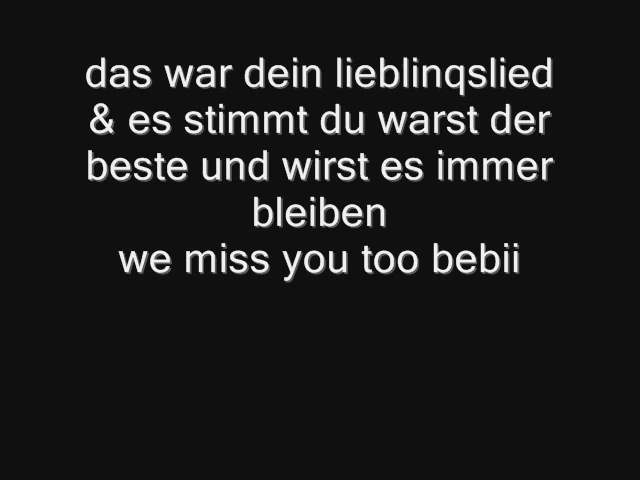 das war dein lieblinqslied
& es stimmt du warst der
beste und wirst es immer
bleiben
we miss you too bebii